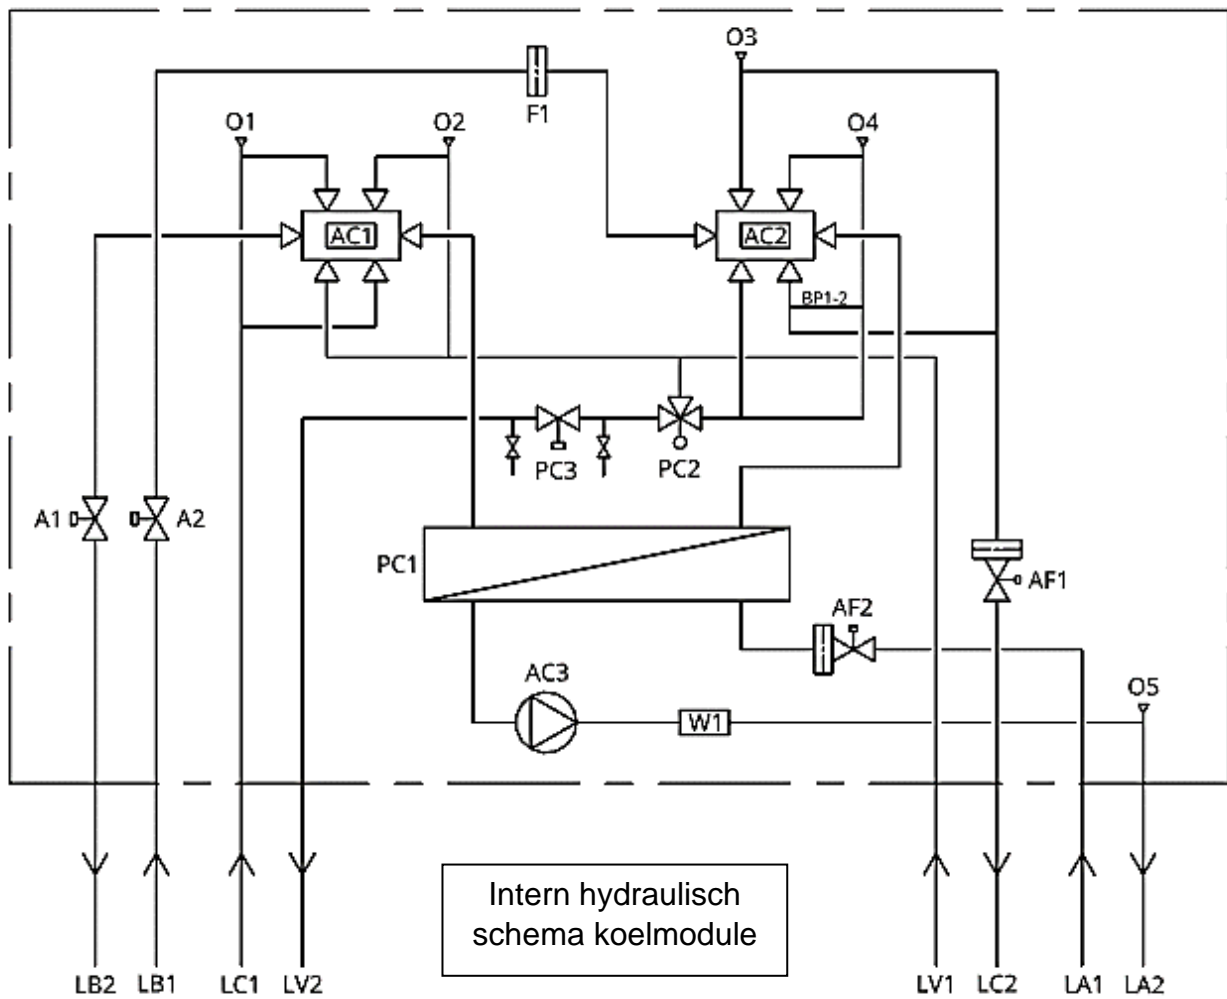 O3
F1
O1
O2
O4
AC1
AC2
BP1-2
PC3
PC2
A1
A2
PC1
AF1
AF2
AC3
O5
W1
Intern hydraulisch
schema koelmodule
LB2
LB1
LC1
LV2
LV1
LC2
LA1
LA2